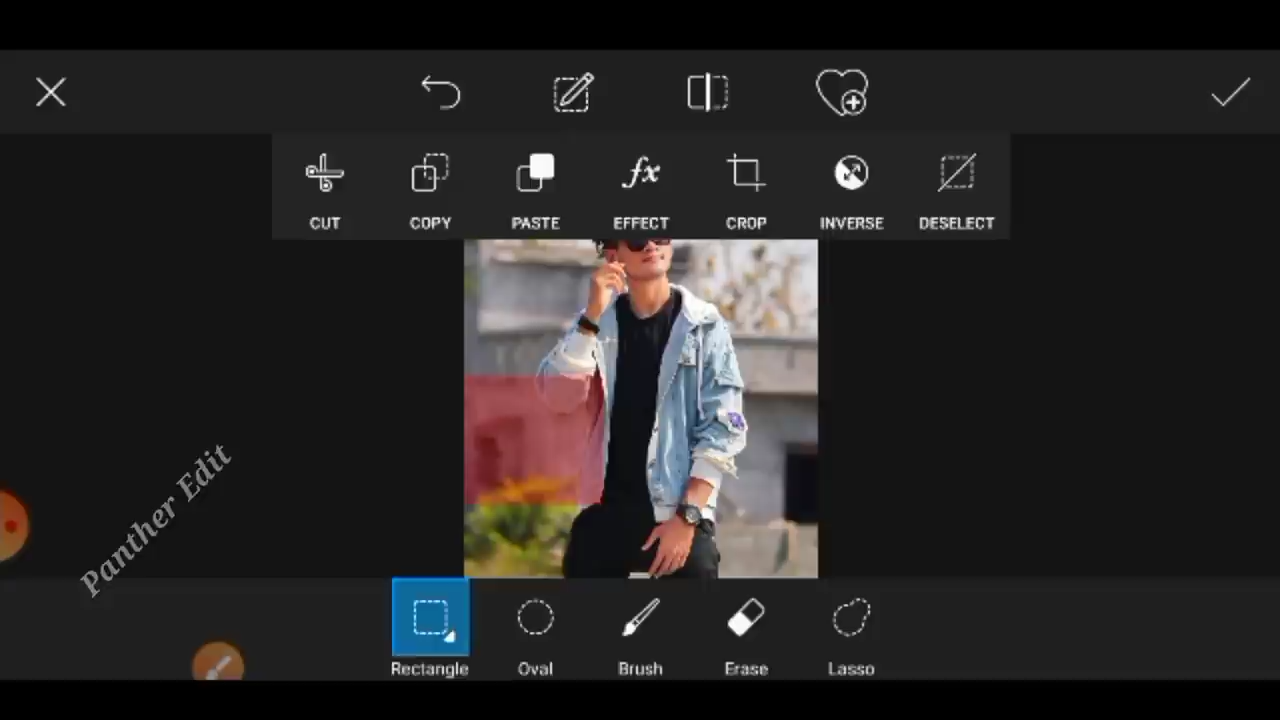 CUT COPY PASTE EFFECT CROP INVERSE DESELECT
Panther Edit
Rectangle Oval Brush Erase Lasso